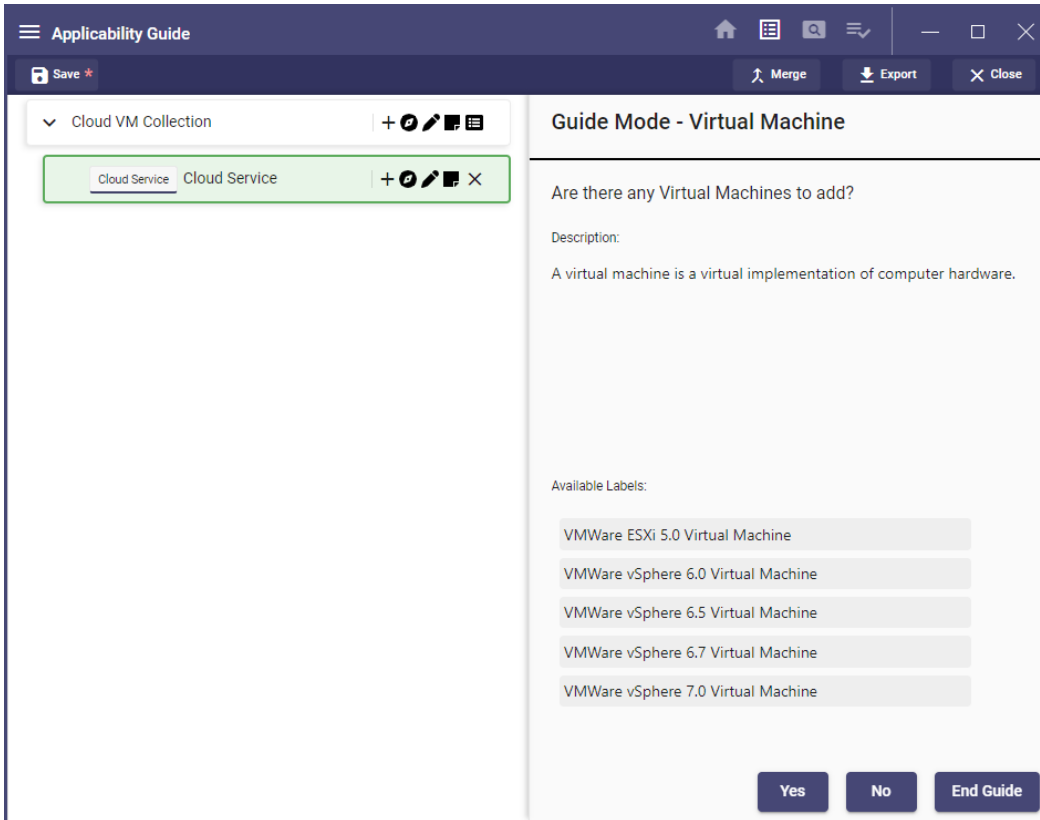 Applicability Guide
Save *
Merge
Export
Close
Cloud VM Collection
Cloud Service Cloud Service
Guide Mode - Virtual Machine
Are there any Virtual Machines to add?
Description:
A virtual machine is a virtual implementation of computer hardware.
Available Labels:
VMWare ESXi 5.0 Virtual Machine
VMWare vSphere 6.0 Virtual Machine
VMWare vSphere 6.5 Virtual Machine
VMWare vSphere 6.7 Virtual Machine
VMWare vSphere 7.0 Virtual Machine
Yes
No
End Guide